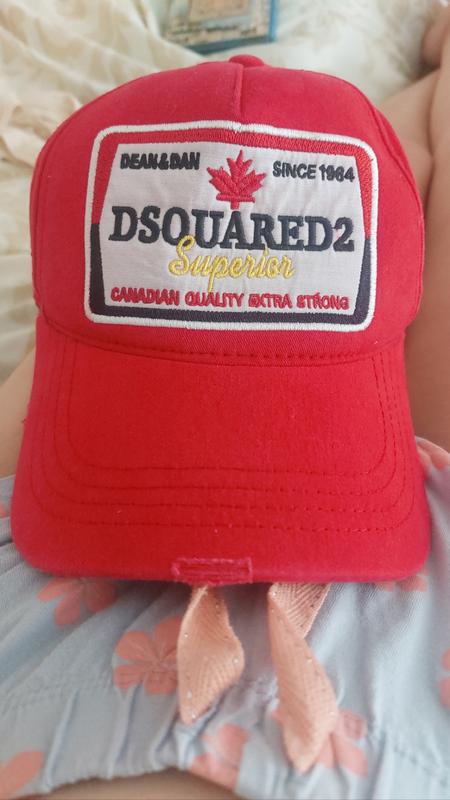 DEAN&DAN SINCE 1964
DSQUARED2
Superior
CANADIAN QUALITY EXTRA STRONG